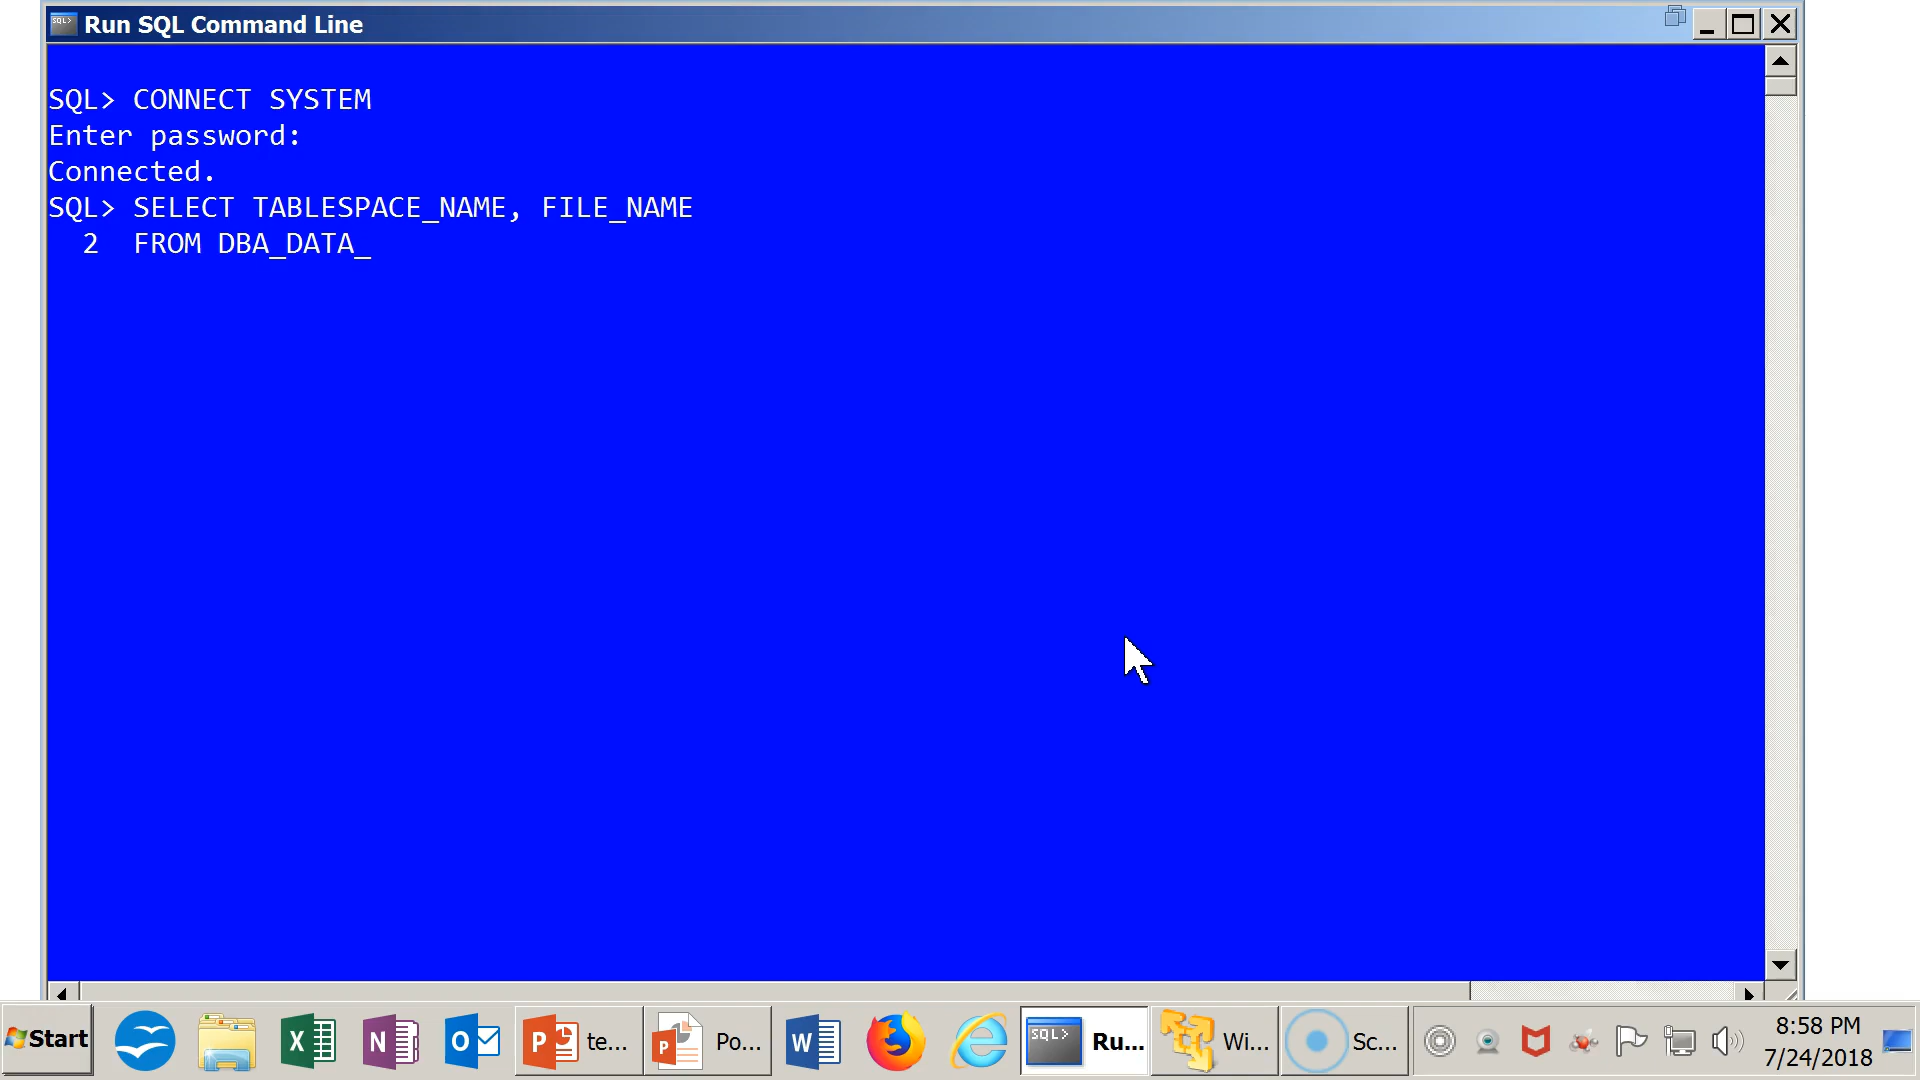 Run SQL Command Line
SQL> CONNECT SYSTEM
Enter password:
Connected.
SQL> SELECT TABLESPACE_NAME, FILE_NAME
  2  FROM DBA_DATA_
Start
te...
Po...
Ru...
Wi...
Sc...
8:58 PM
7/24/2018